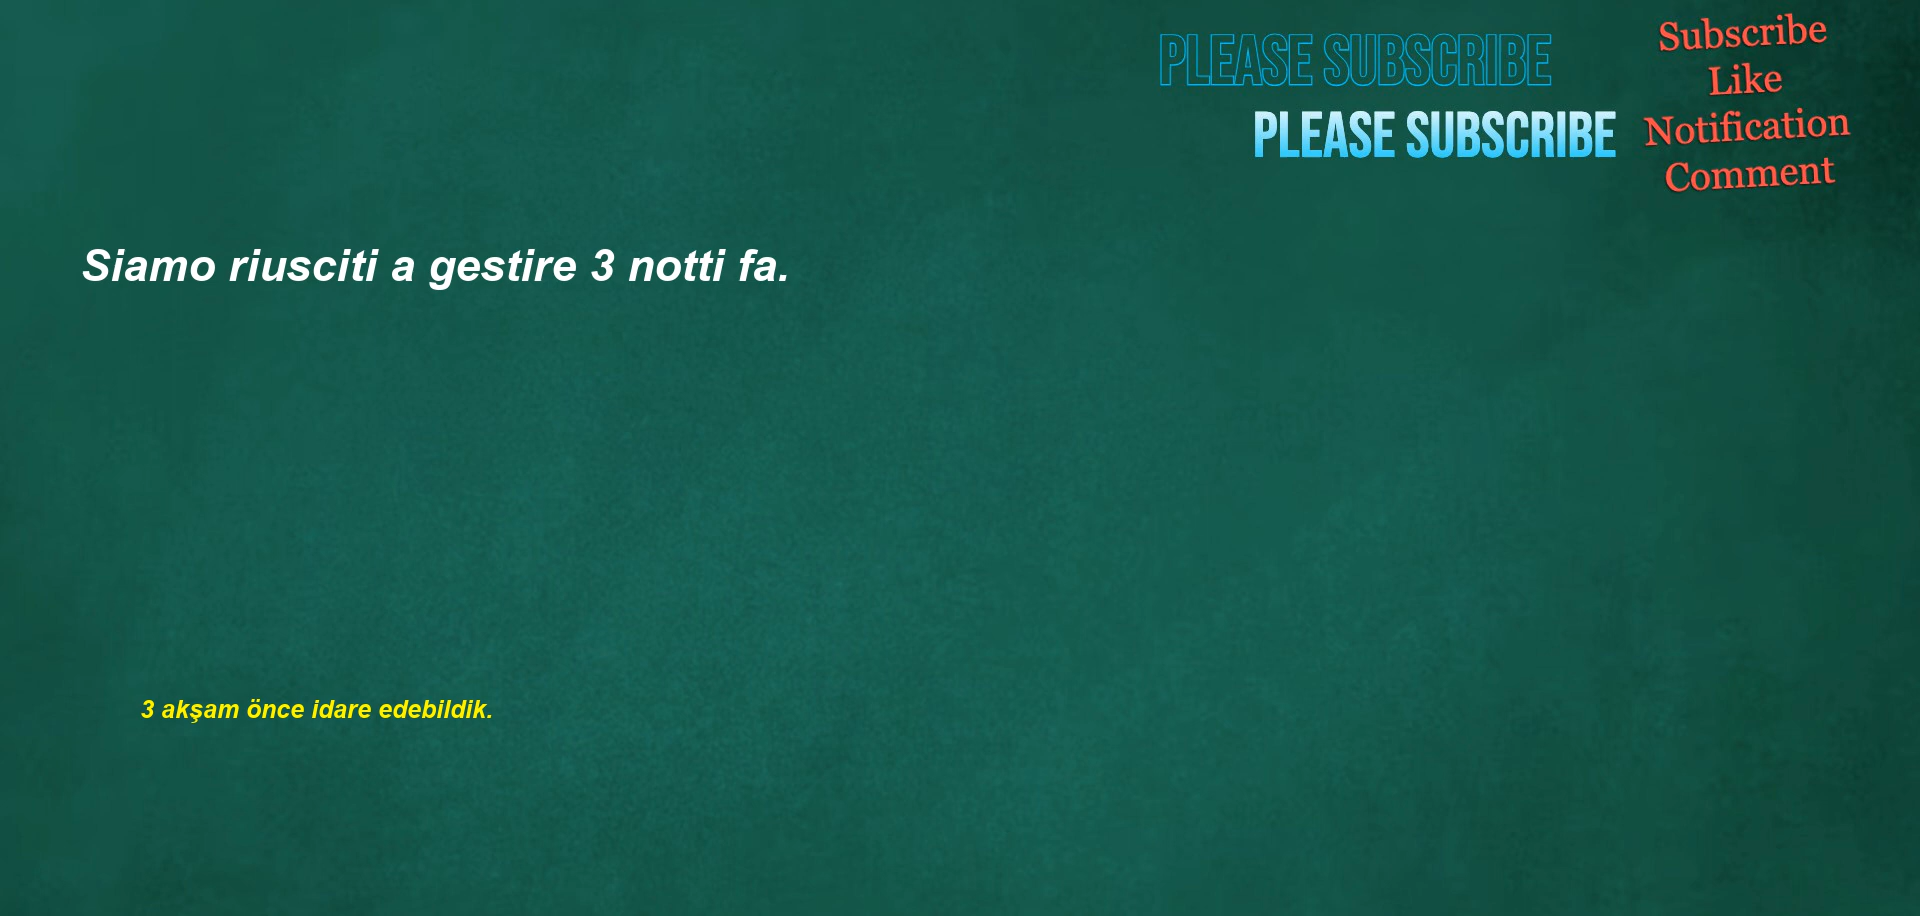 PLEASE SUBSCRIBE
PLEASE SUBSCRIBE
Subscribe
Like
Notification
Comment
Siamo riusciti a gestire 3 notti fa.
3 akşam önce idare edebildik.